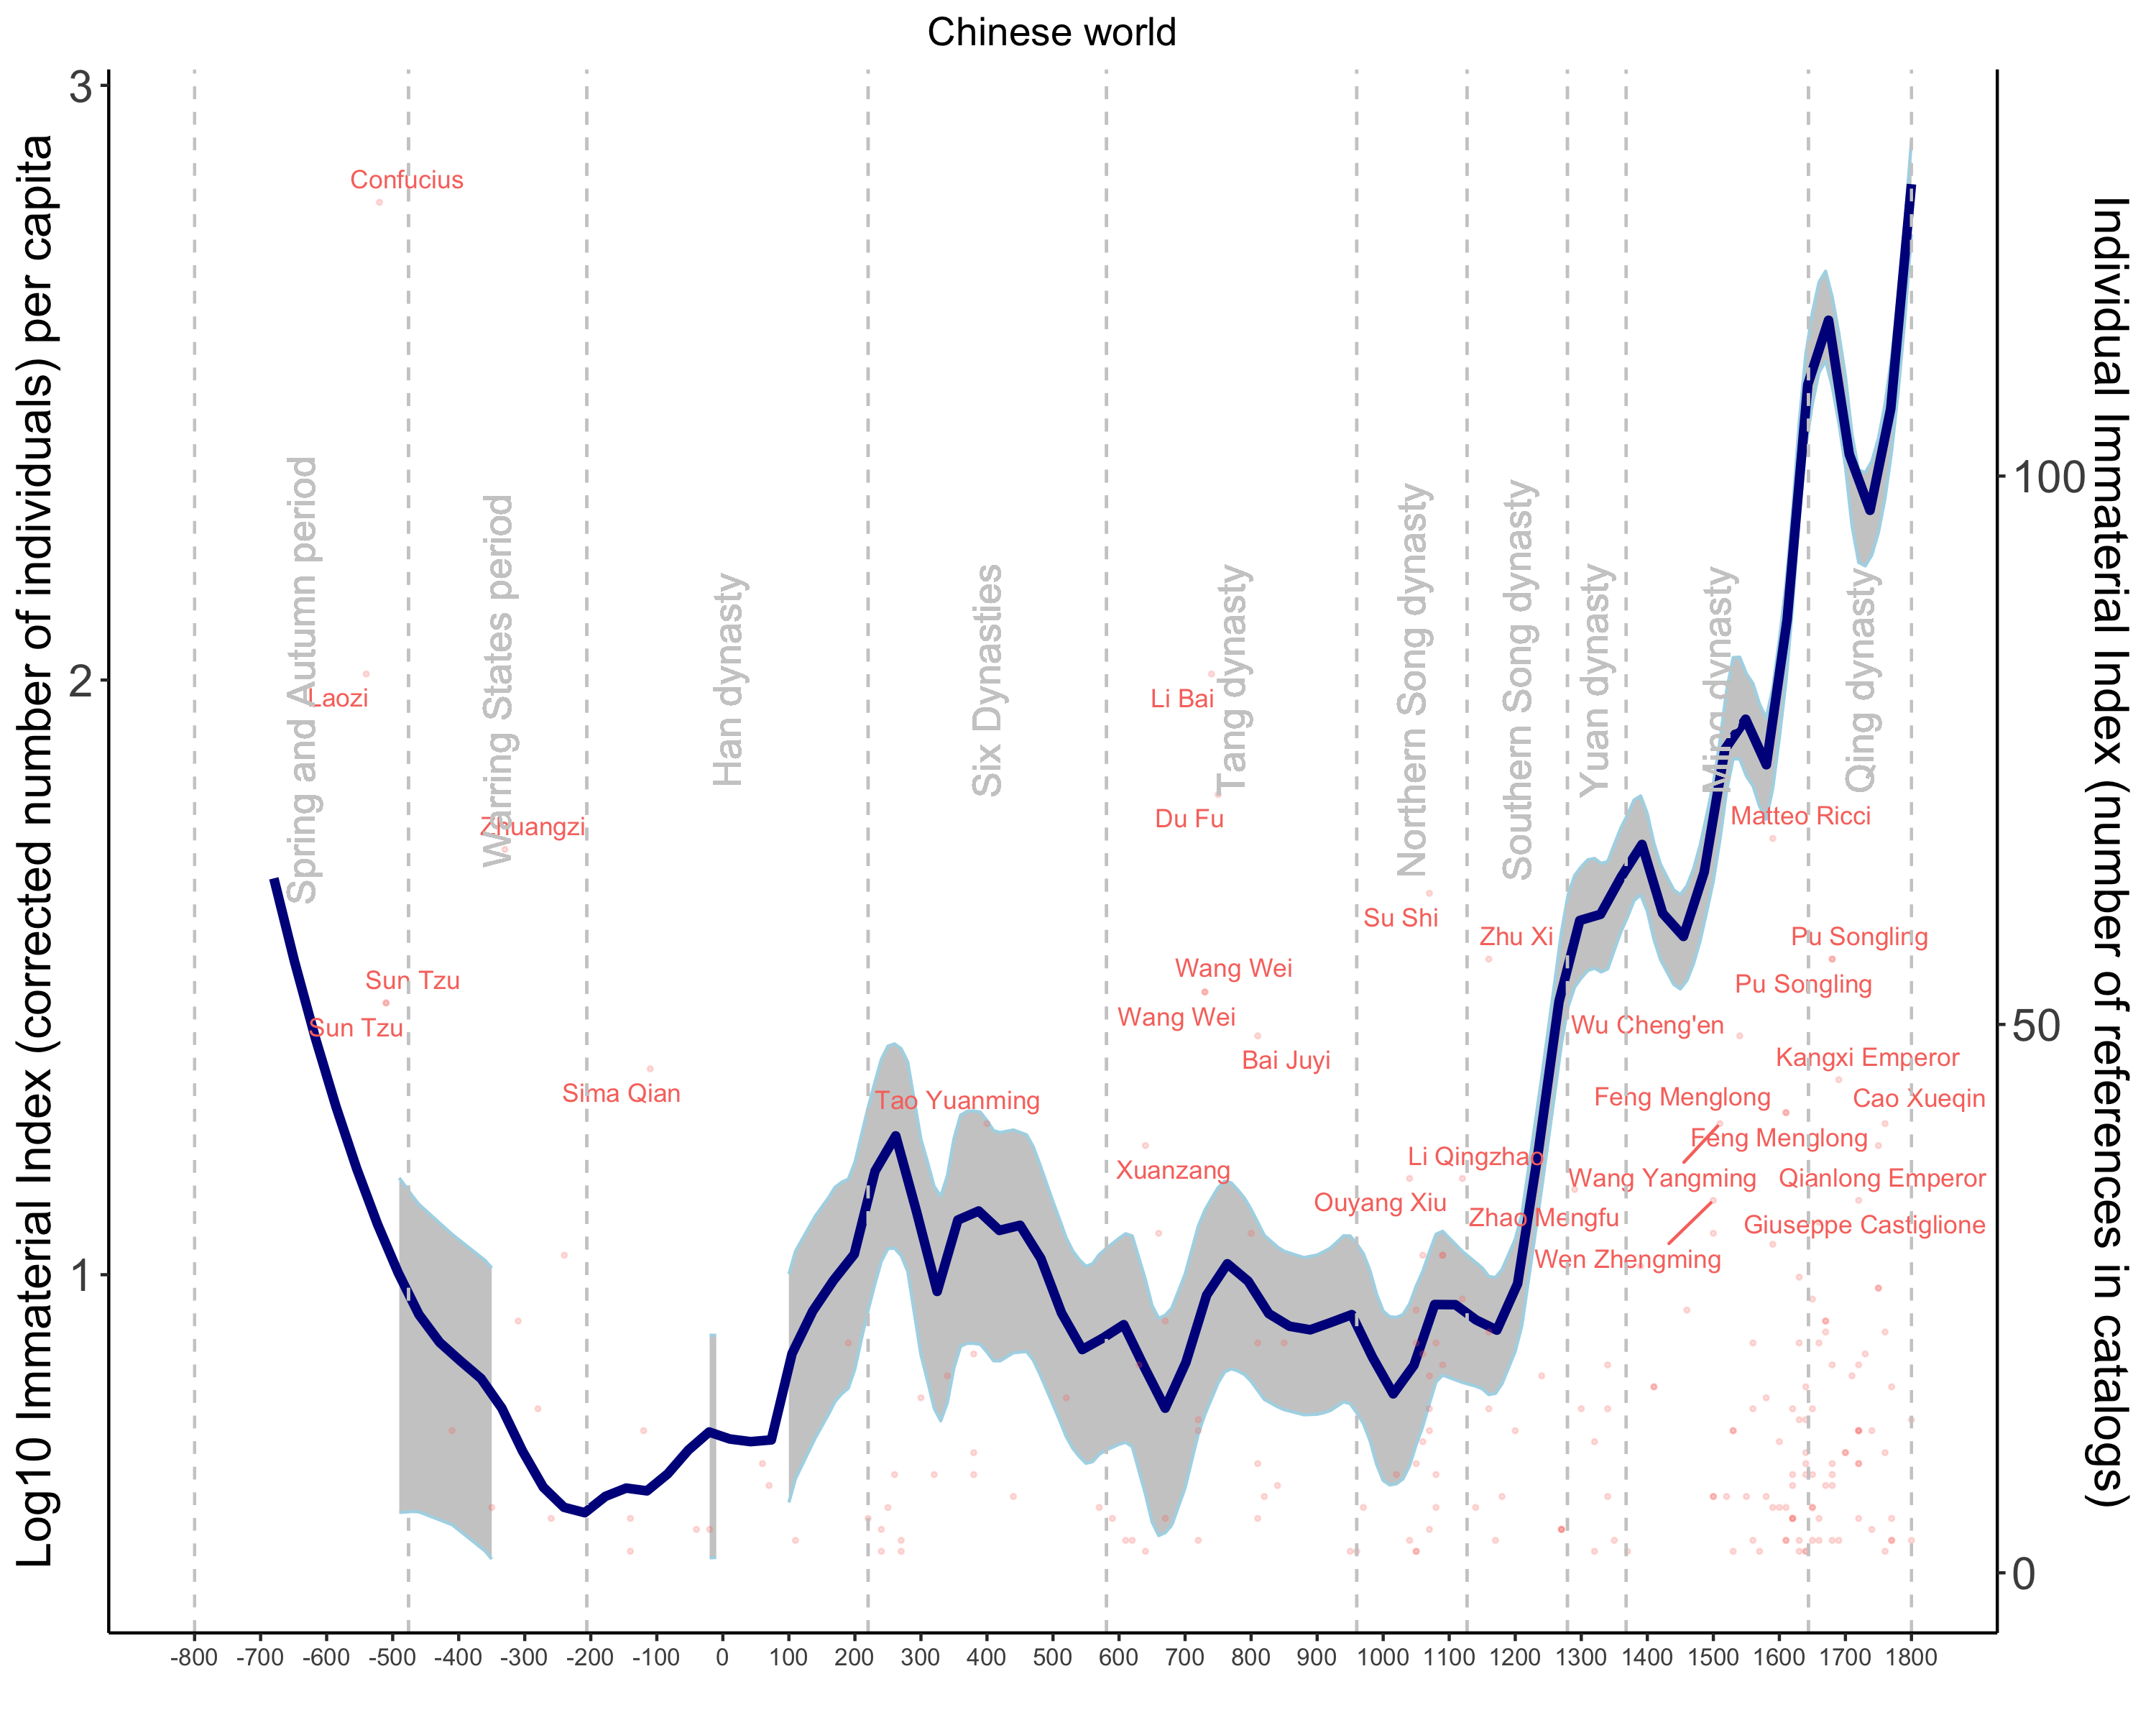 Chinese world
Log10 Immaterial Index (corrected number of individuals) per capita
3
2
1
Individual Immaterial Index (number of references in catalogs)
100
50
0
Spring and Autumn period
Warring States period
Han dynasty
Six Dynasties
Tang dynasty
Northern Song dynasty
Southern Song dynasty
Yuan dynasty
Ming dynasty
Qing dynasty
Confucius
Laozi
Li Bai
Du Fu
Zhuangzi
Matteo Ricci
Su Shi
Zhu Xi
Pu Songling
Wang Wei
Sun Tzu
Pu Songling
Wang Wei
Sun Tzu
Wu Cheng'en
Bai Juyi
Kangxi Emperor
Sima Qian
Tao Yuanming
Feng Menglong
Cao Xueqin
Feng Menglong
Li Qingzhao
Xuanzang
Wang Yangming
Qianlong Emperor
Ouyang Xiu
Zhao Mengfu
Giuseppe Castiglione
Wen Zhengming
-800 -700 -600 -500 -400 -300 -200 -100 0 100 200 300 400 500 600 700 800 900 1000 1100 1200 1300 1400 1500 1600 1700 1800